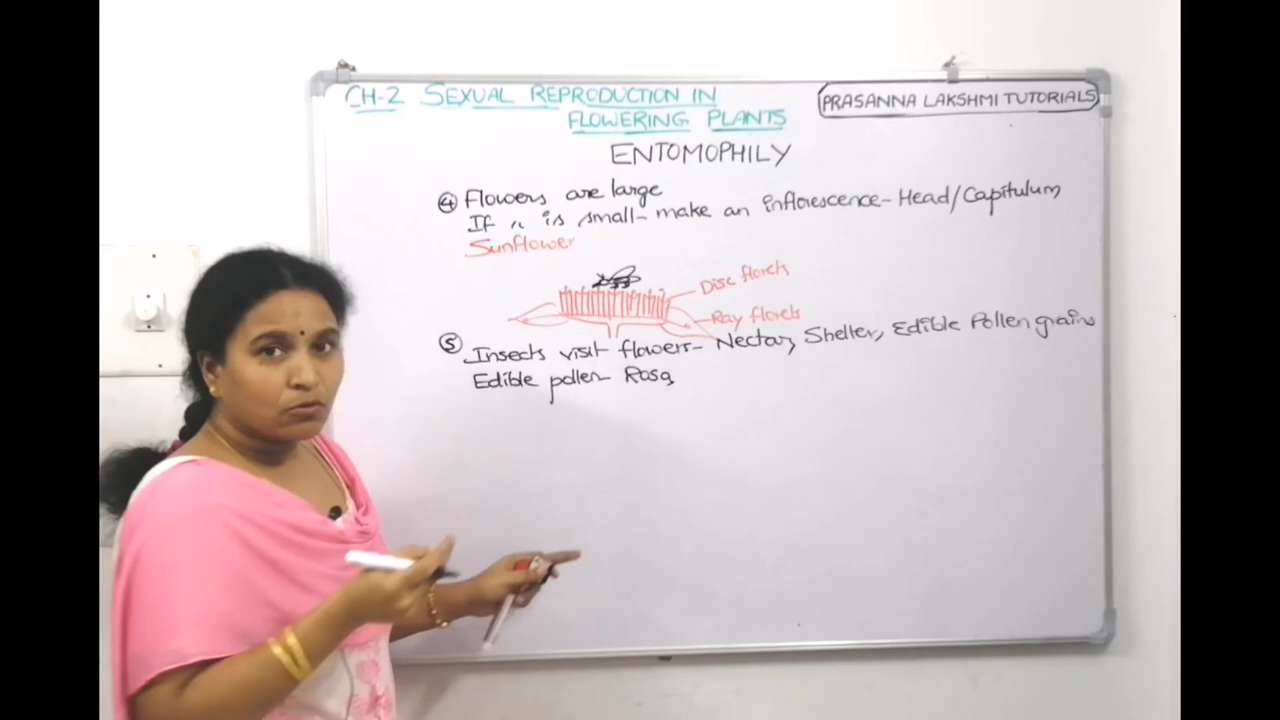 CH-2 SEXUAL REPRODUCTION IN
FLOWERING PLANTS
PRASANNA LAKSHMI TUTORIALS
ENTOMOPHILY
④ Flowers are large
If it is small- make an inflorescence- Head/Capitulum,
Sunflower
Disc florets
Ray florets
⑤ Insects visit flowers- Nectar, Shelter, Edible Pollen grains
Edible pollen- Rosa,